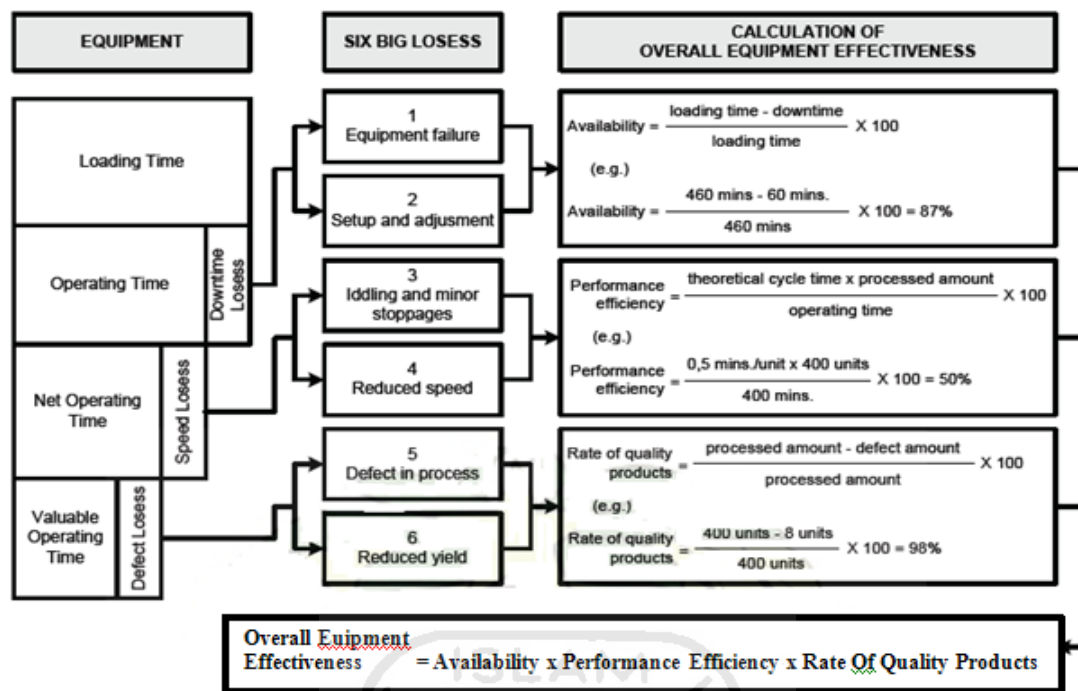 EQUIPMENT
SIX BIG LOSESS
CALCULATION OF
OVERALL EQUIPMENT EFFECTIVENESS
Loading Time
Operating Time
Downtime
Losess
Net Operating
Time
Speed Losess
Valuable
Operating
Time
Defect Losess
1
Equipment failure
2
Setup and adjusment
3
Iddling and minor
stoppages
4
Reduced speed
5
Defect in process
6
Reduced yield
Availability = loading time - downtime / loading time X 100
(e.g.)
Availability = 460 mins - 60 mins. / 460 mins X 100 = 87%
Performance
efficiency = theoretical cycle time x processed amount / operating time X 100
(e.g.)
Performance
efficiency = 0,5 mins./unit x 400 units / 400 mins. X 100 = 50%
Rate of quality
products = processed amount - defect amount / processed amount X 100
(e.g.)
Rate of quality
products = 400 units - 8 units / 400 units X 100 = 98%
Overall Euipment
Effectiveness = Availability x Performance Efficiency x Rate Of Quality Products
ISLAM